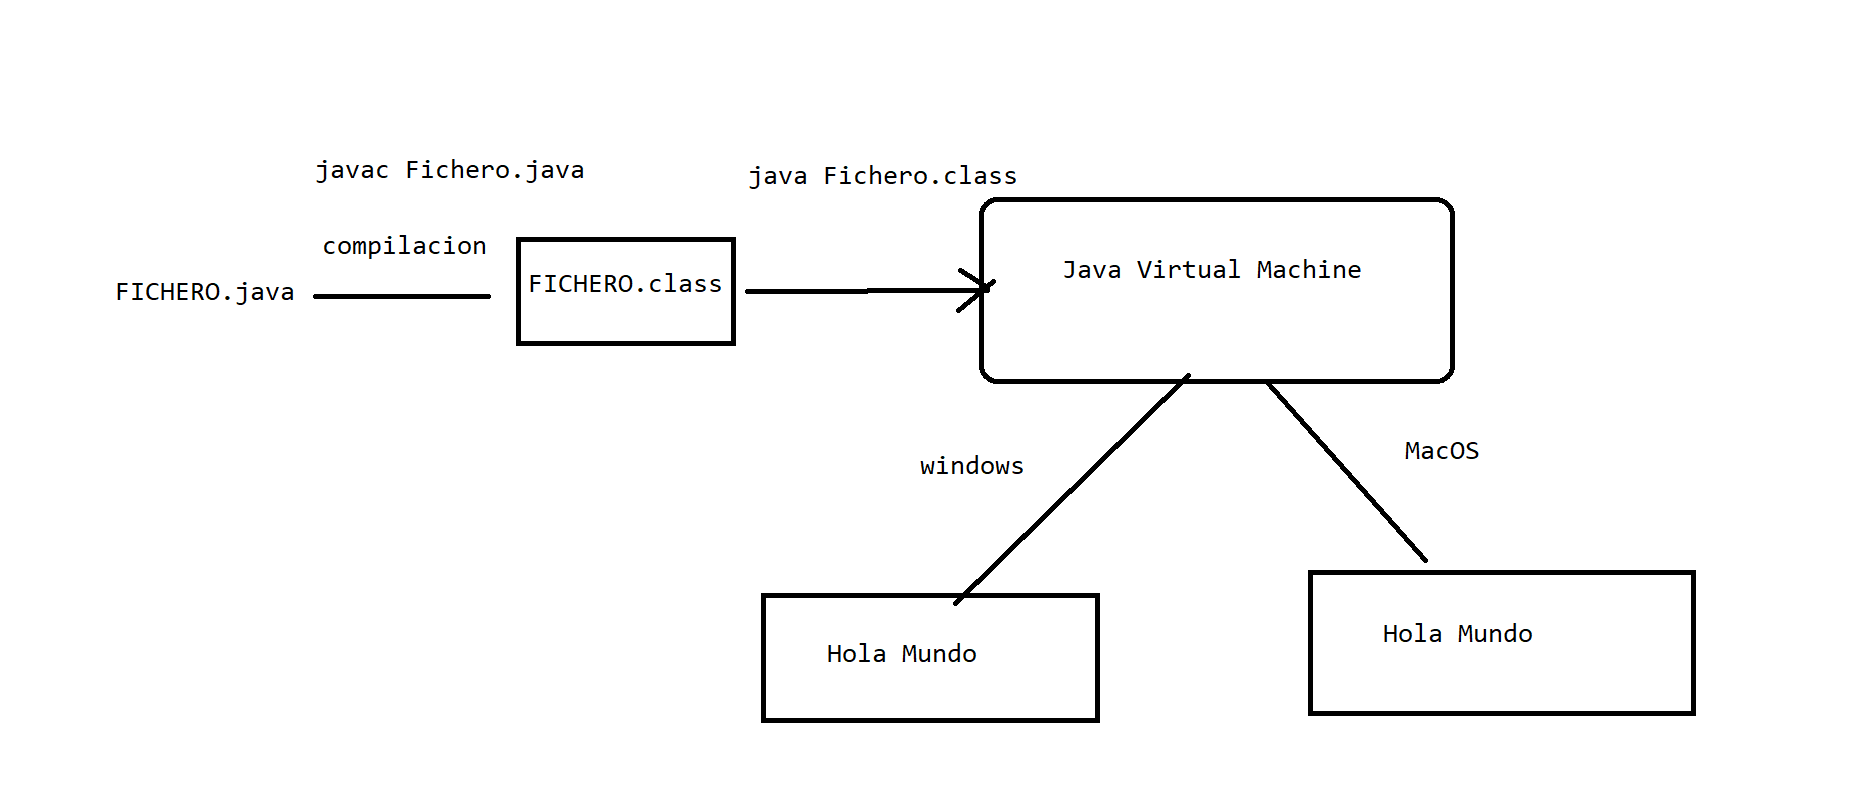 javac Fichero.java
java Fichero.class
compilacion
FICHERO.java
FICHERO.class
Java Virtual Machine
windows
MacOS
Hola Mundo
Hola Mundo